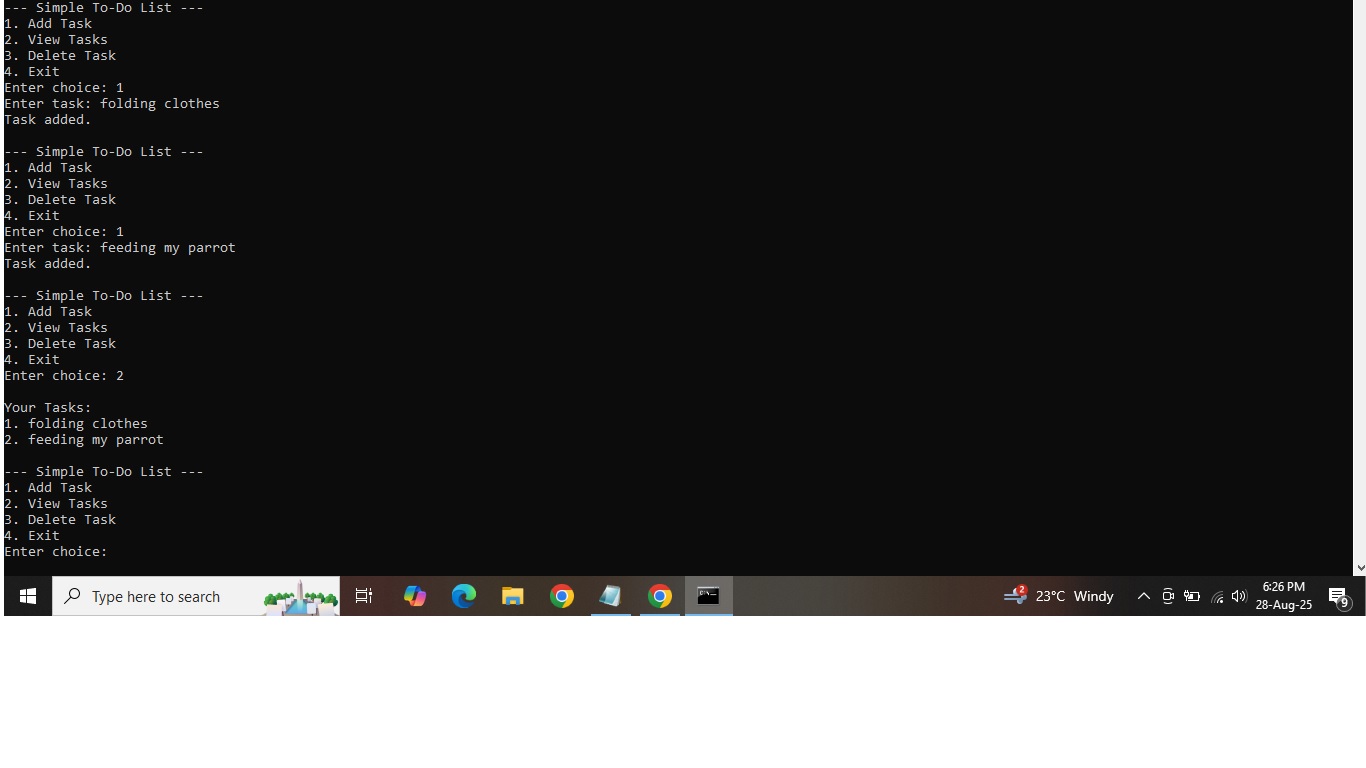 --- Simple To-Do List ---
1. Add Task
2. View Tasks
3. Delete Task
4. Exit
Enter choice: 1
Enter task: folding clothes
Task added.
--- Simple To-Do List ---
1. Add Task
2. View Tasks
3. Delete Task
4. Exit
Enter choice: 1
Enter task: feeding my parrot
Task added.
--- Simple To-Do List ---
1. Add Task
2. View Tasks
3. Delete Task
4. Exit
Enter choice: 2
Your Tasks:
1. folding clothes
2. feeding my parrot
--- Simple To-Do List ---
1. Add Task
2. View Tasks
3. Delete Task
4. Exit
Enter choice:
Type here to search
2
23°C Windy
6:26 PM
28-Aug-25
9